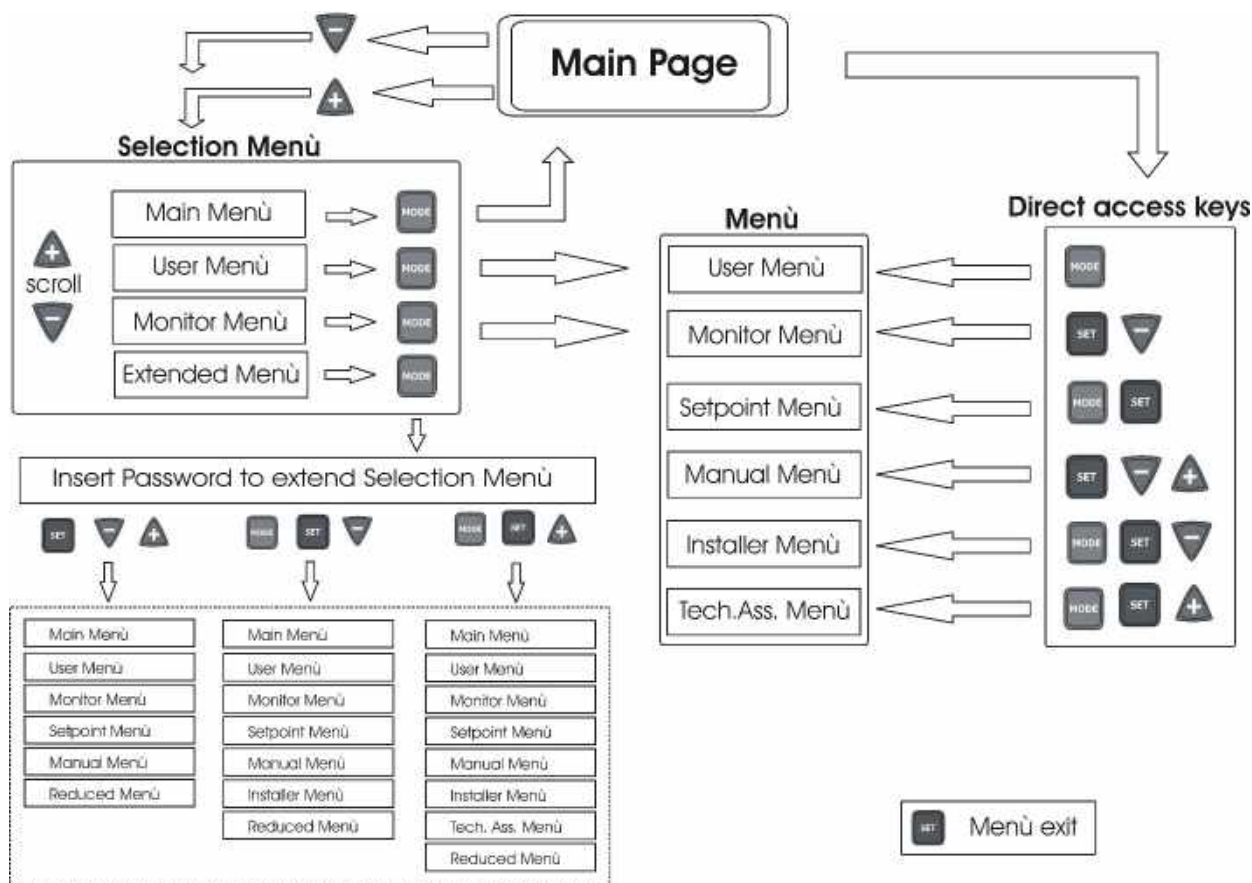 Main Page
Selection Menù
Main Menù
MODE
User Menù
MODE
scroll
Monitor Menù
MODE
Extended Menù
MODE
Insert Password to extend Selection Menù
SET
MODE SET
MODE SET
Main Menù
User Menù
Monitor Menù
Setpoint Menù
Manual Menù
Reduced Menù
Main Menù
User Menù
Monitor Menù
Setpoint Menù
Manual Menù
Installer Menù
Reduced Menù
Main Menù
User Menù
Monitor Menù
Setpoint Menù
Manual Menù
Installer Menù
Tech. Ass. Menù
Reduced Menù
Menù
User Menù
Monitor Menù
Setpoint Menù
Manual Menù
Installer Menù
Tech.Ass. Menù
Direct access keys
MODE
SET
MODE SET
SET
MODE SET
MODE SET
SET Menù exit